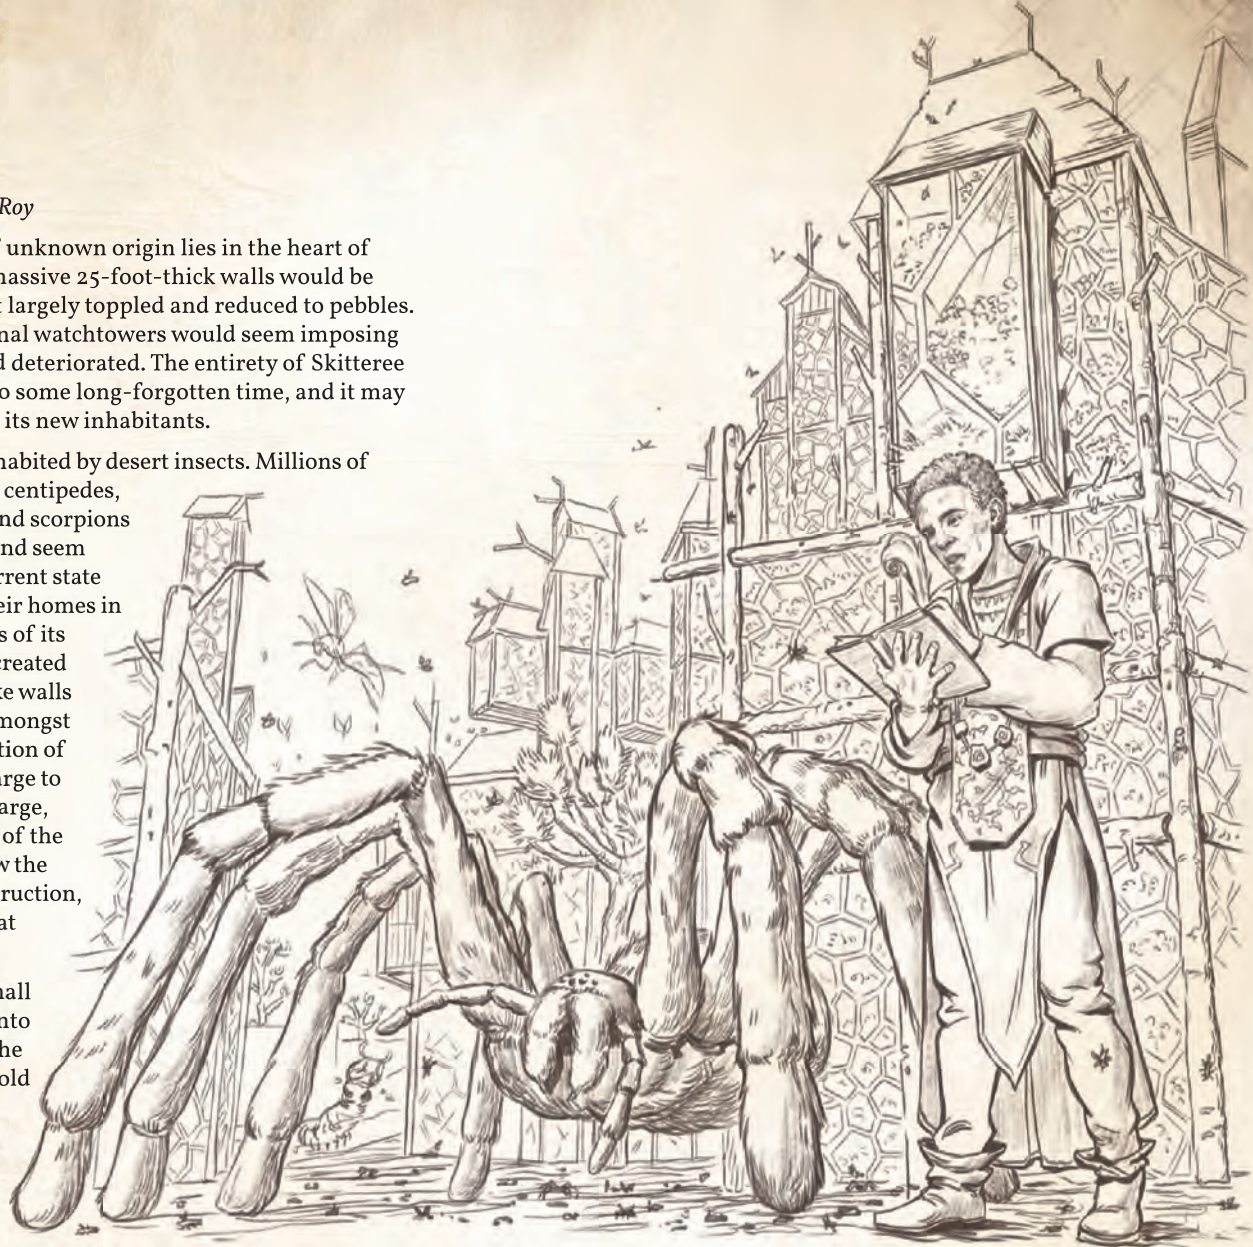 Roy
unknown origin lies in the heart of
massive 25-foot-thick walls would be
largely toppled and reduced to pebbles.
nal watchtowers would seem imposing
d deteriorated. The entirety of Skitteree
o some long-forgotten time, and it may
its new inhabitants.
habited by desert insects. Millions of
centipedes,
nd scorpions
nd seem
rrent state
eir homes in
s of its
created
ke walls
mongst
tion of
arge to
arge,
of the
w the
ruction,
at
nall
nto
he
old